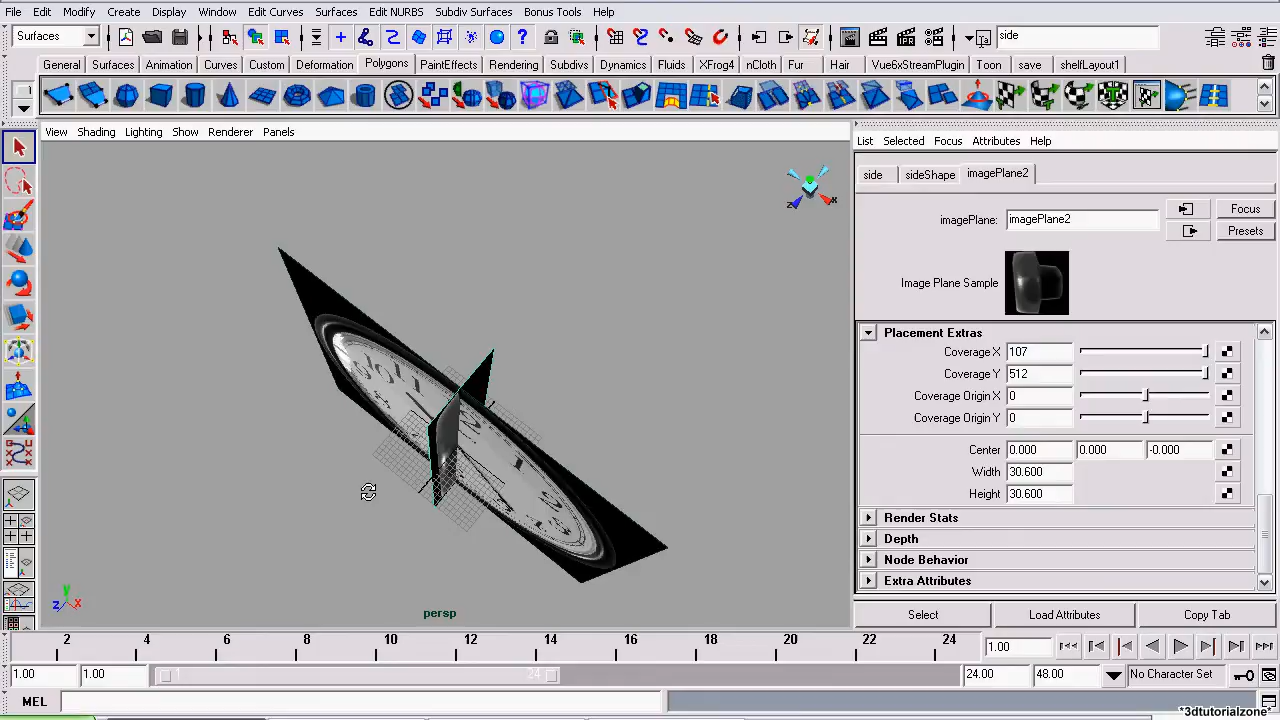 File Edit Modify Create Display Window Edit Curves Surfaces Edit NURBS Subdiv Surfaces Bonus Tools Help
Surfaces side
General Surfaces Animation Curves Custom Deformation Polygons PaintEffects Rendering Subdivs Dynamics Fluids XFrog4 nCloth Fur Hair Vue6xStreamPlugin Toon save shelfLayout1
View Shading Lighting Show Renderer Panels
List Selected Focus Attributes Help
side sideShape imagePlane2
imagePlane: imagePlane2 Focus
Presets
Image Plane Sample
Placement Extras
Coverage X 107
Coverage Y 512
Coverage Origin X 0
Coverage Origin Y 0
Center 0.000 0.000 -0.000
Width 30.600
Height 30.600
Render Stats
Depth
Node Behavior
Extra Attributes
Select Load Attributes Copy Tab
z x
y
z x
persp
2 4 6 8 10 12 14 16 18 20 22 24 1.00
1.00 1.00 1 24 24.00 48.00 No Character Set
MEL
*3dtutorialzone*